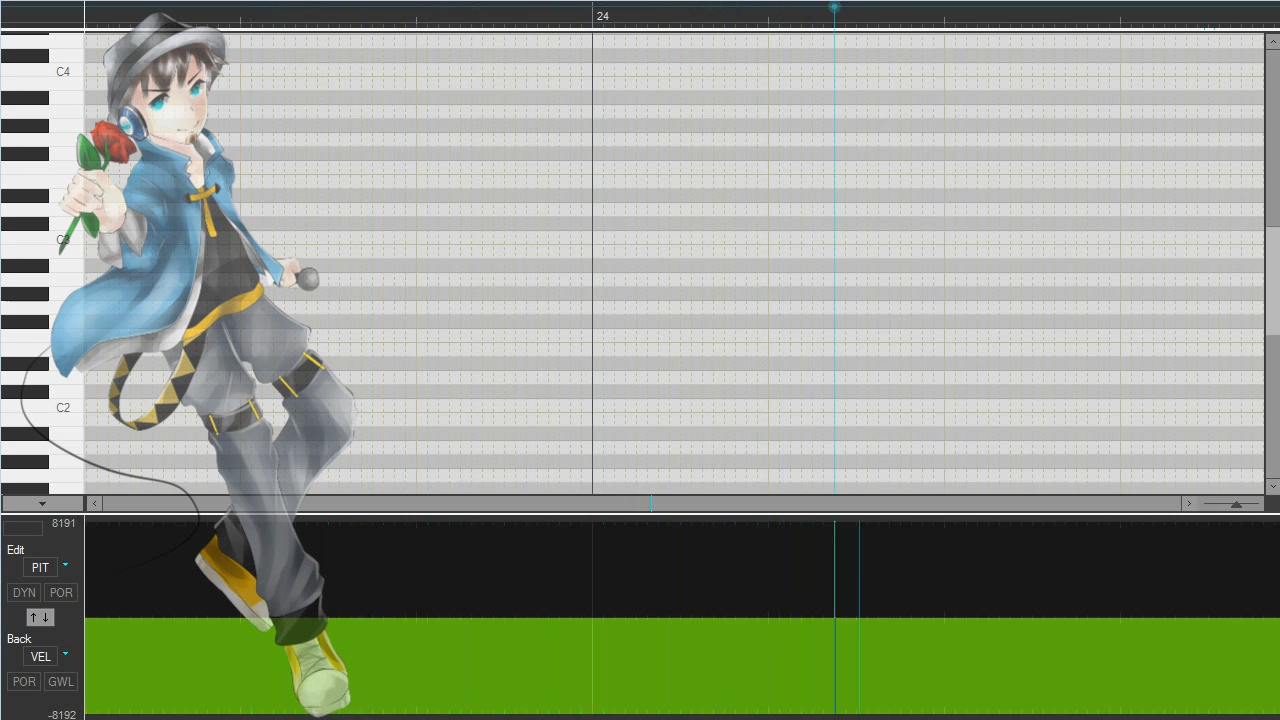 24
C4
C3
C2
8191
Edit
PIT
DYN POR
Back
VEL
POR GWL
-8192